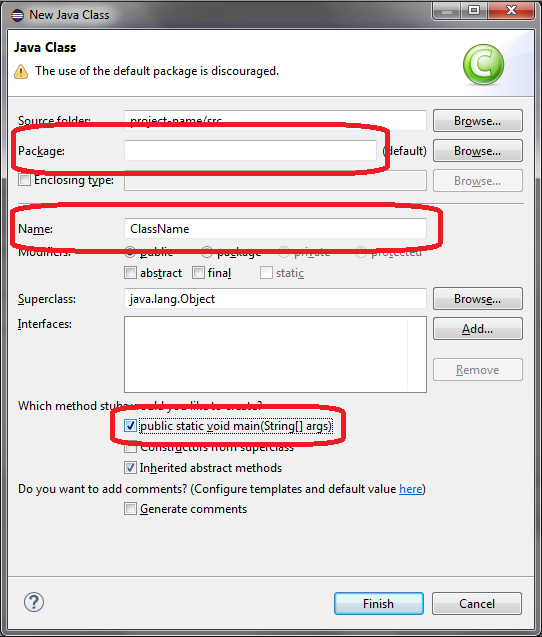 New Java Class
Java Class
The use of the default package is discouraged.
Source folder: project-name/src Browse...
Package: (default) Browse...
Enclosing type: Browse...
Name: ClassName
Modifiers: public package private protected
abstract final static
Superclass: java.lang.Object Browse...
Interfaces: Add...
Remove
Which method stubs would you like to create?
public static void main(String[] args)
Constructors from superclass
Inherited abstract methods
Do you want to add comments? (Configure templates and default value here)
Generate comments
? Finish Cancel